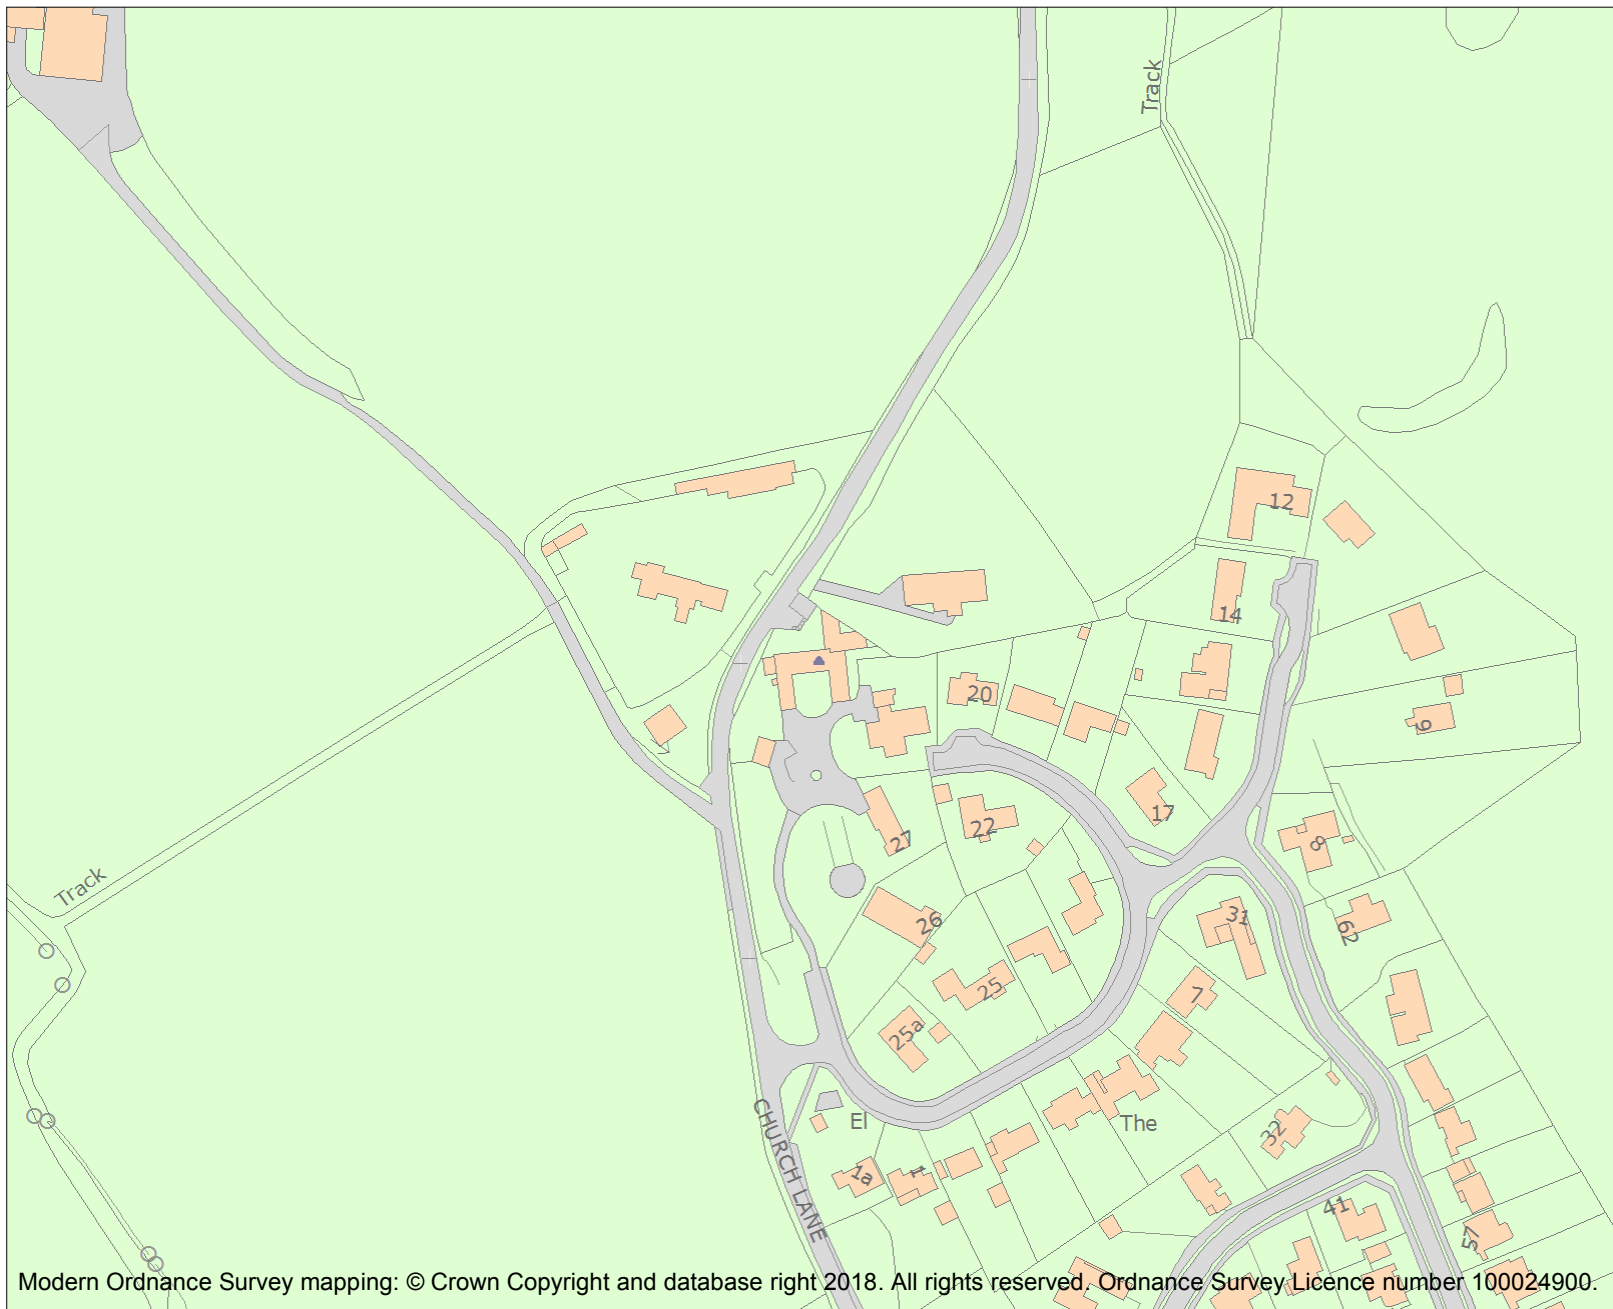 Track
12
14
20
9
17
22
27
8
31
26
62
25
7
25a
El
The
CHURCH LANE
32
1a
1
41
57
Track
Modern Ordnance Survey mapping: © Crown Copyright and database right 2018. All rights reserved. Ordnance Survey Licence number 100024900.